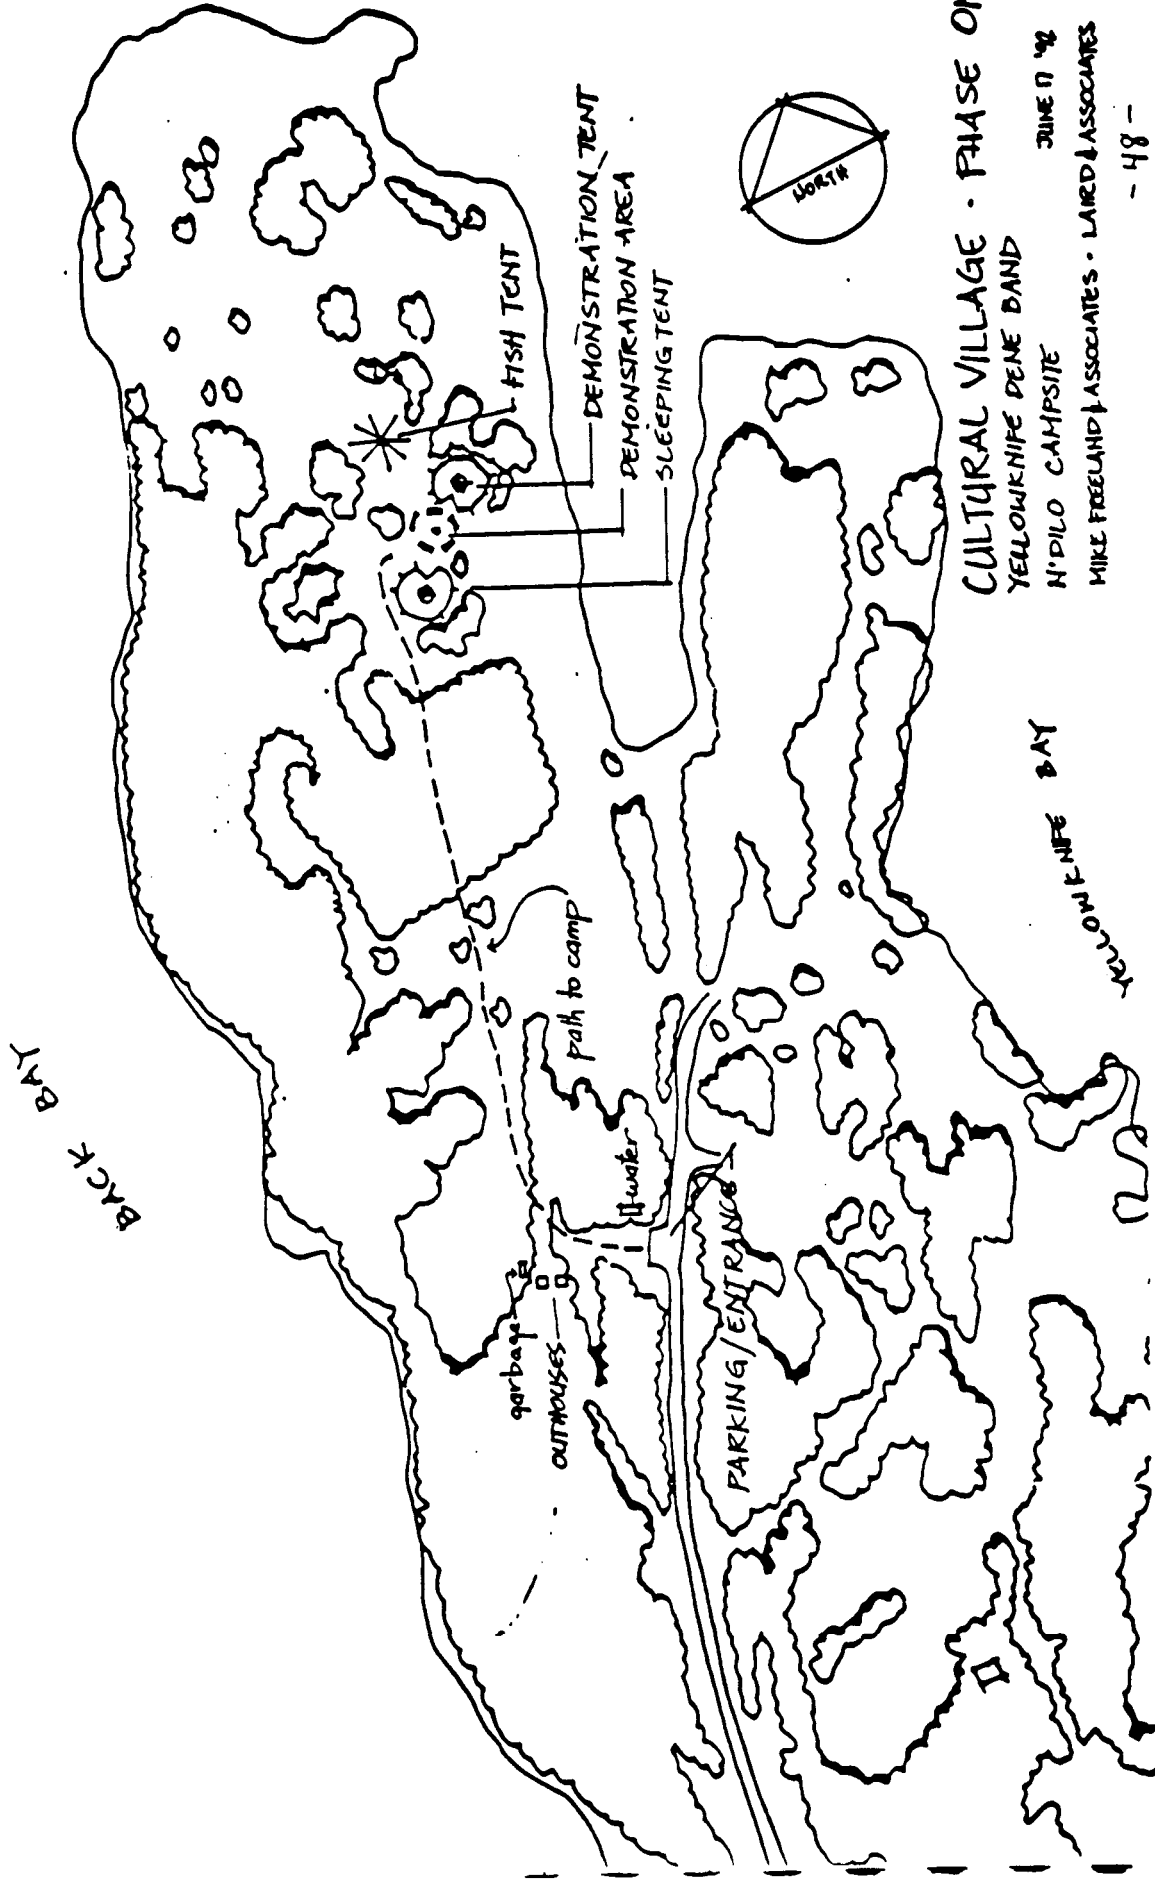 BACK BAY
FISH TENT
DEMONSTRATION TENT
DEMONSTRATION AREA
SLEEPING TENT
path to camp
water
garbage
OUTHOUSES
PARKING/ENTRANCE
YELLOWKNIFE BAY
NORTH
CULTURAL VILLAGE · PHASE
YELLOWKNIFE DENE BAND
N'DILO CAMPSITE
JUNE 17 '92
MIKE FREELAND & ASSOCIATES · LAIRD & ASSOCIATES
- 48 -